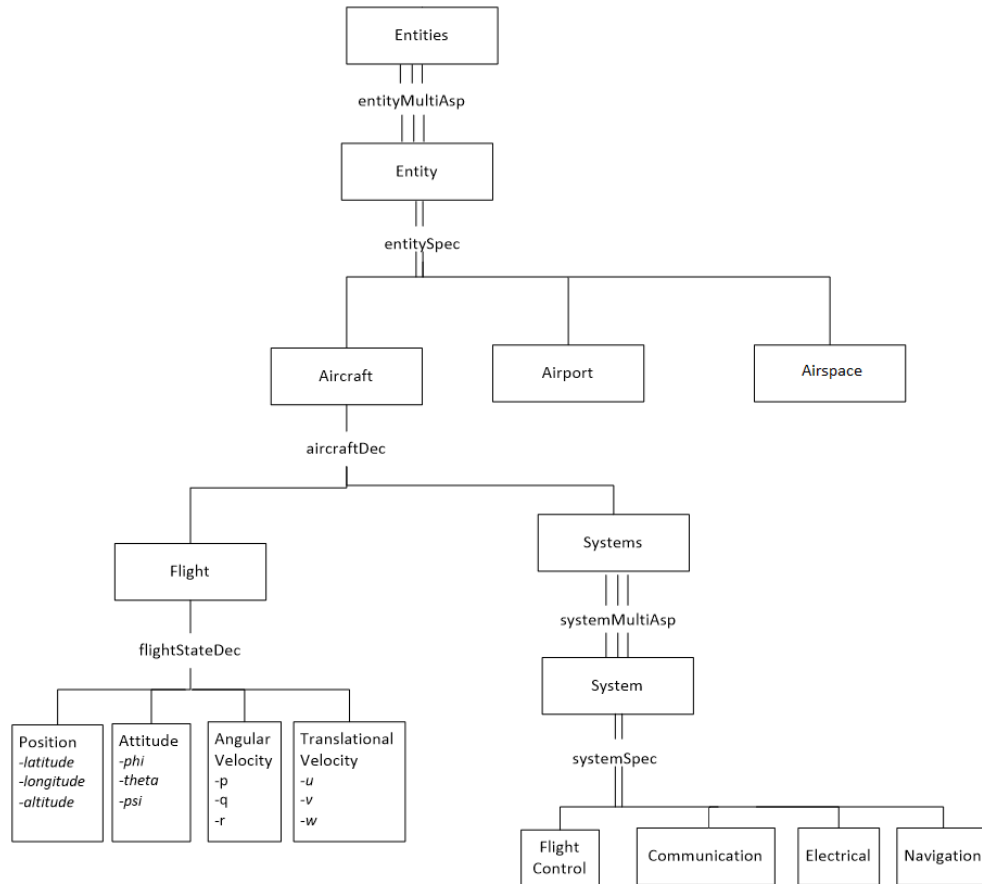 Entities
entityMultiAsp
Entity
entitySpec
Aircraft
Airport
Airspace
aircraftDec
Flight
Systems
flightStateDec
systemMultiAsp
System
Position
-latitude
-longitude
-altitude
Attitude
-phi
-theta
-psi
Angular
Velocity
-p
-q
-r
Translational
Velocity
-u
-v
-w
systemSpec
Flight
Control
Communication
Electrical
Navigation